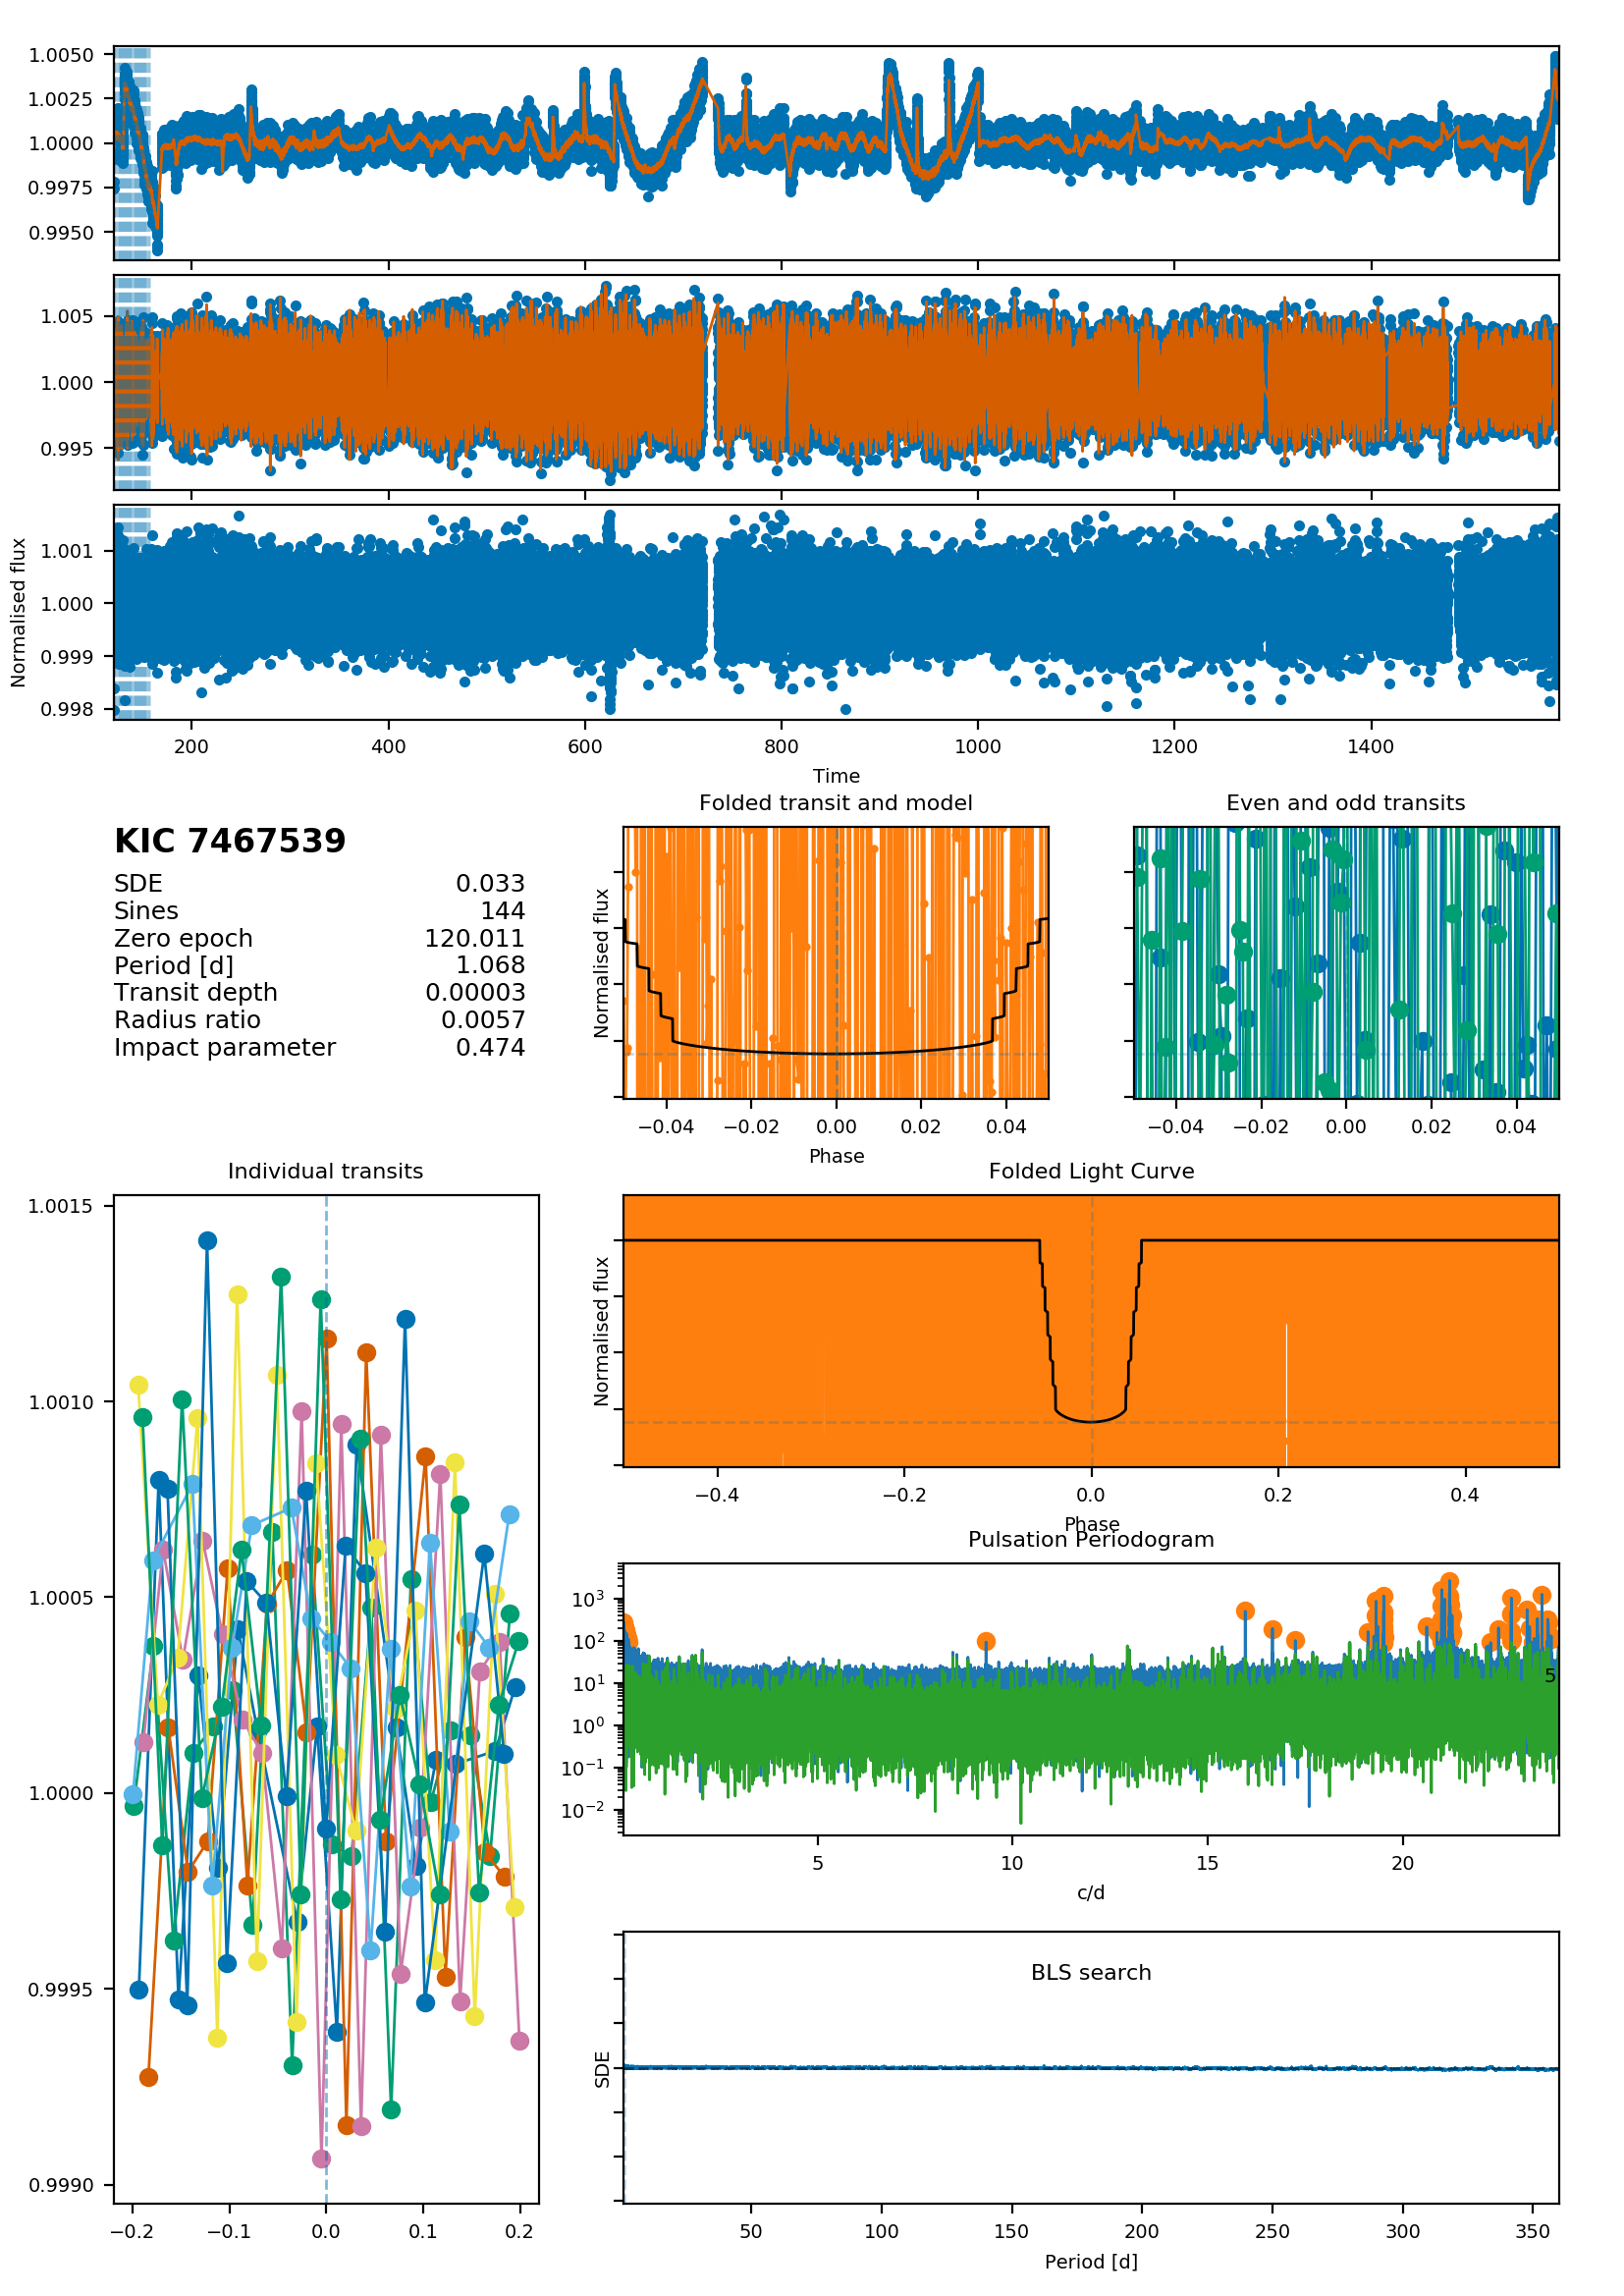 1.0050
1.0025
1.0000
0.9975
0.9950
1.005
1.000
0.995
Normalised flux
1.001
1.000
0.999
0.998
200 400 600 800 1000 1200 1400
Time
KIC 7467539
SDE 0.033
Sines 144
Zero epoch 120.011
Period [d] 1.068
Transit depth 0.00003
Radius ratio 0.0057
Impact parameter 0.474
Folded transit and model
Normalised flux
−0.04 −0.02 0.00 0.02 0.04
Phase
Even and odd transits
−0.04 −0.02 0.00 0.02 0.04
Individual transits
1.0015
1.0010
1.0005
1.0000
0.9995
0.9990
−0.2 −0.1 0.0 0.1 0.2
Folded Light Curve
Normalised flux
−0.4 −0.2 0.0 0.2 0.4
Phase
Pulsation Periodogram
10³
10²
10¹
10⁰
10⁻¹
10⁻²
5
5 10 15 20
c/d
BLS search
SDE
50 100 150 200 250 300 350
Period [d]